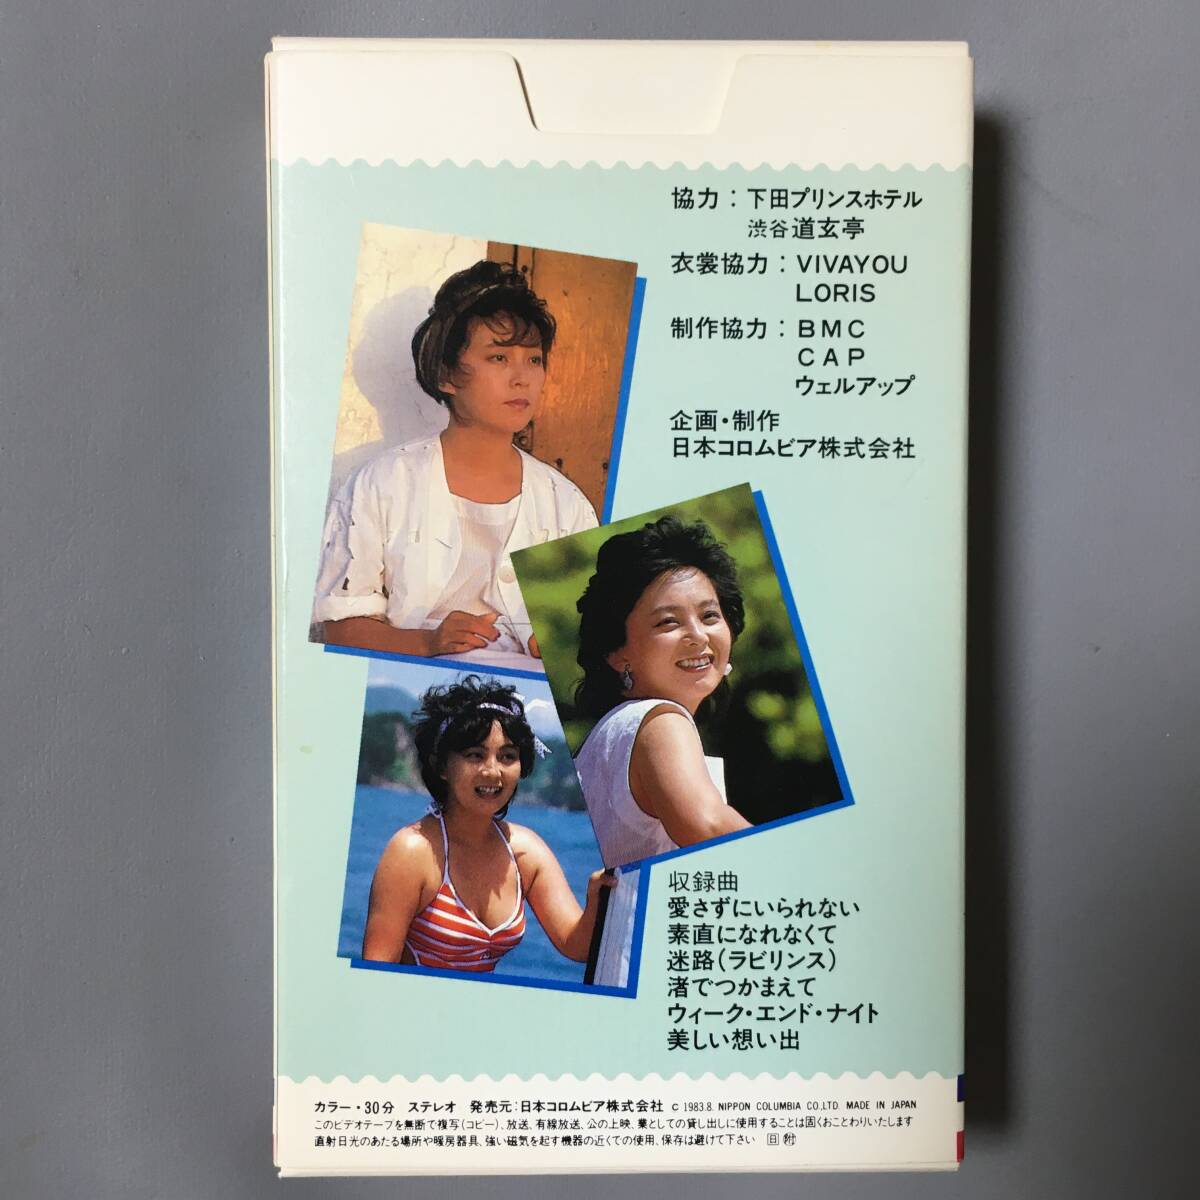 協力：下田プリンスホテル
渋谷道玄亭
衣裳協力：VIVAYOU
LORIS
制作協力：BMC
CAP
ウェルアップ
企画・制作
日本コロムビア株式会社
収録曲
愛さずにいられない
素直になれなくて
迷路（ラビリンス）
渚でつかまえて
ウィーク・エンド・ナイト
美しい想い出
カラー・30分 ステレオ 発売元：日本コロムビア株式会社 C 1983.8. NIPPON COLUMBIA CO., LTD. MADE IN JAPAN
このビデオテープを無断で複写（コピー）、放送、有線放送、公の上映、業としての貸し出しに使用することは固くおことわりいたします
直射日光のあたる場所や暖房器具、強い磁気を起す機器の近くでの使用、保存は避けて下さい